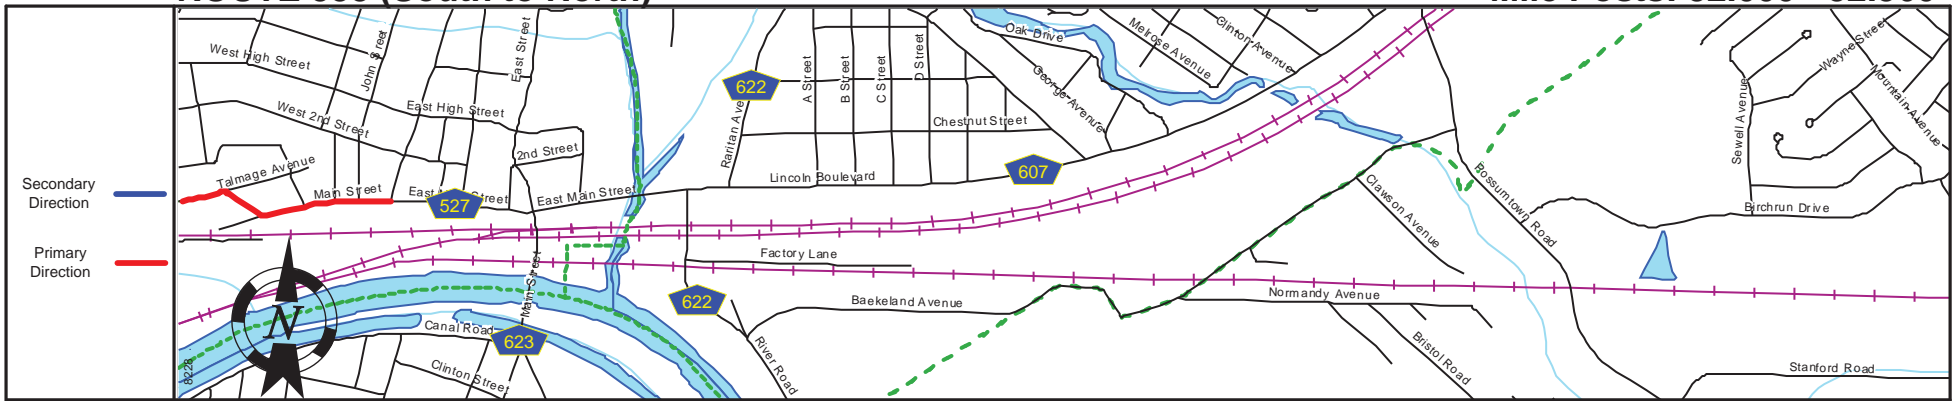 Secondary
Direction
Primary
Direction
West High Street
John Street
East Street
West 2nd Street
East High Street
2nd Street
Talmage Avenue
Main Street
East Street
527
East Main Street
622
Raritan Ave
A Street
B Street
C Street
D Street
Chestnut Street
Lincoln Boulevard
607
Oak Drive
George Avenue
Melrose Avenue
Clinton Avenue
Sewell Avenue
Wayne Street
Mountain Avenue
Possumtown Road
Birchrun Drive
Clawson Avenue
Factory Lane
622
Baekeland Avenue
Normandy Avenue
Main Street
N
Canal Road
623
Clinton Street
River Road
Bristol Road
Stanford Road
8228